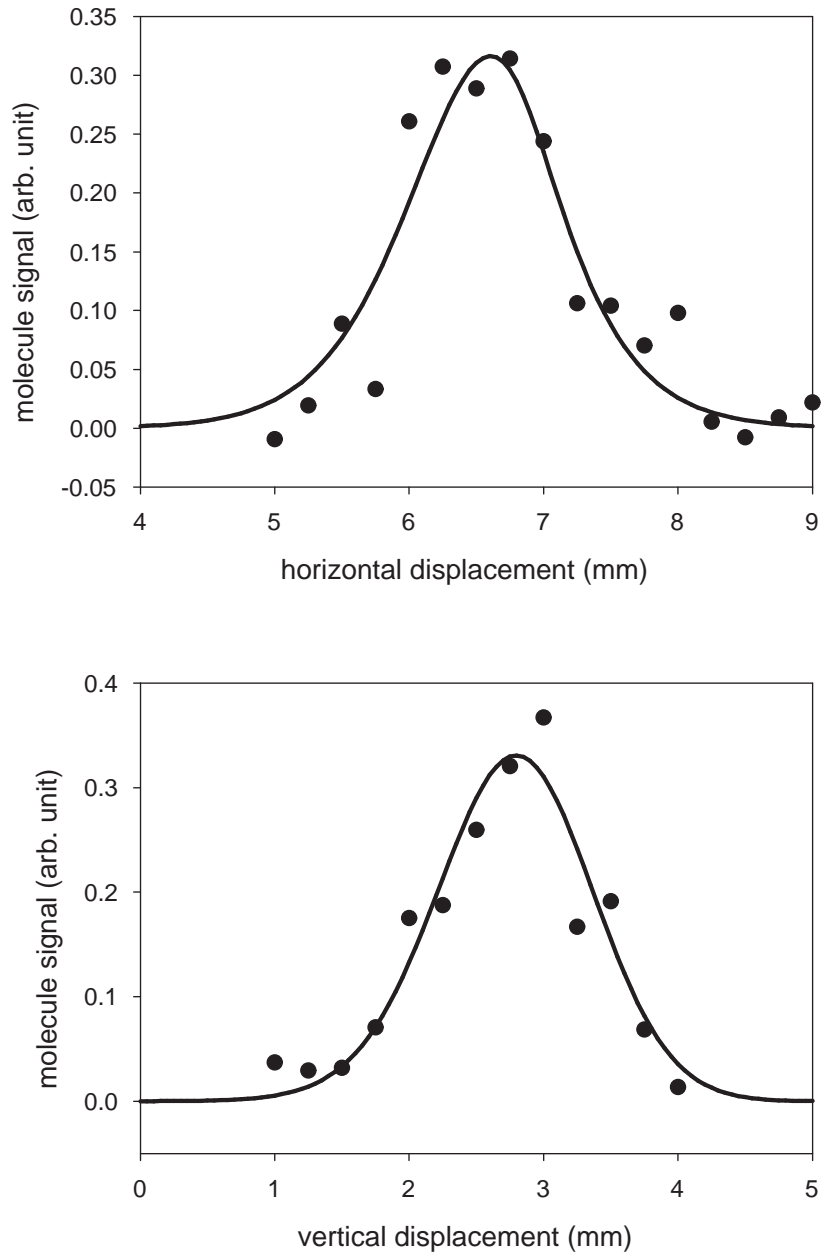 0.35
0.30
0.25
0.20
0.15
0.10
0.05
0.00
-0.05
molecule signal (arb. unit)
4 5 6 7 8 9
horizontal displacement (mm)
0.4
0.3
0.2
0.1
0.0
molecule signal (arb. unit)
0 1 2 3 4 5
vertical displacement (mm)